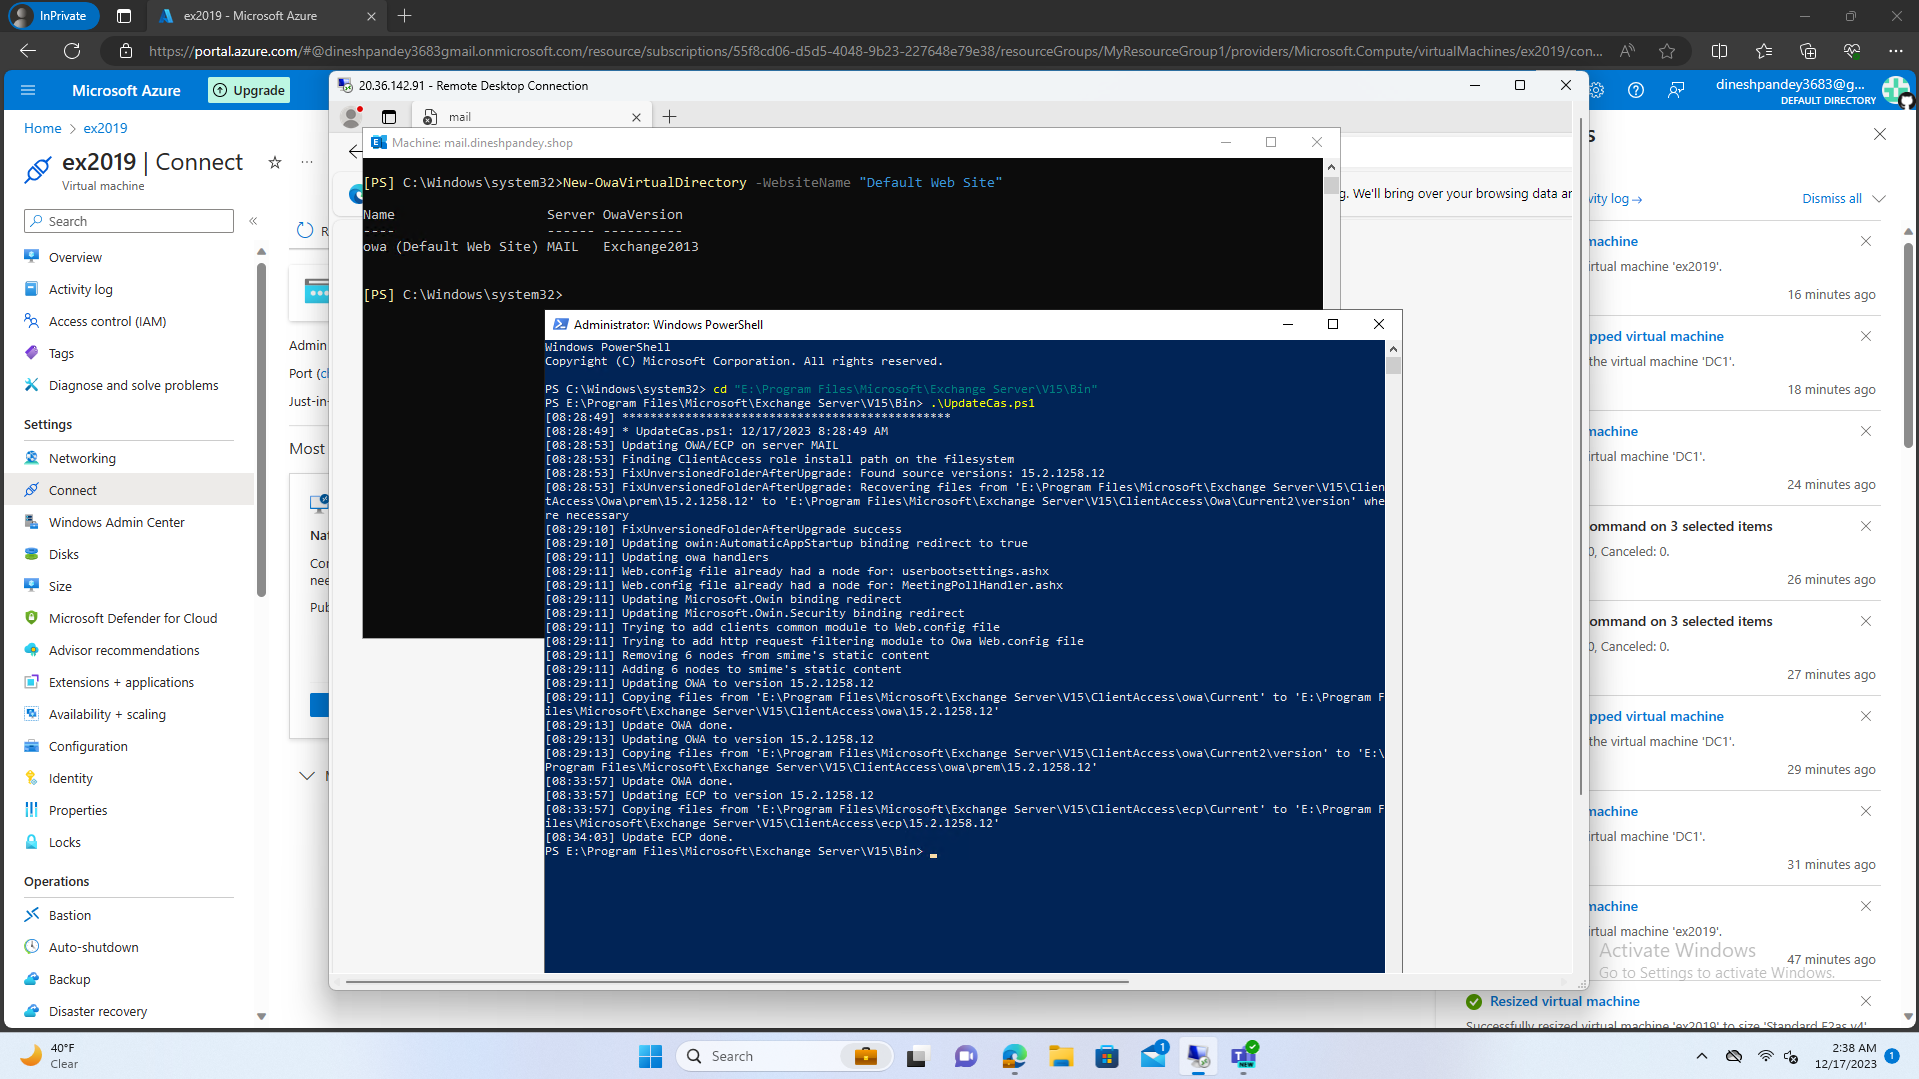 InPrivate
ex2019 - Microsoft Azure
https://portal.azure.com/#@dineshpandey3683gmail.onmicrosoft.com/resource/subscriptions/55f8cd06-d5d5-4048-9b23-227648e79e38/resourceGroups/MyResourceGroup1/providers/Microsoft.Compute/virtualMachines/ex2019/con...
Microsoft Azure
Upgrade
dineshpandey3683@g...
DEFAULT DIRECTORY
Home > ex2019
ex2019 | Connect
Virtual machine
Search
Overview
Activity log
Access control (IAM)
Tags
Diagnose and solve problems
Settings
Networking
Connect
Windows Admin Center
Disks
Size
Microsoft Defender for Cloud
Advisor recommendations
Extensions + applications
Availability + scaling
Configuration
Identity
Properties
Locks
Operations
Bastion
Auto-shutdown
Backup
Disaster recovery
R
Admin
Port (c
Just-in-
Most
Nat
Con
nee
Pub
20.36.142.91 - Remote Desktop Connection
mail
g. We'll bring over your browsing data an
Machine: mail.dineshpandey.shop
[PS] C:\Windows\system32>New-OwaVirtualDirectory -WebsiteName "Default Web Site"
Name Server OwaVersion
---- ------ ----------
owa (Default Web Site) MAIL Exchange2013
[PS] C:\Windows\system32>
Administrator: Windows PowerShell
Windows PowerShell
Copyright (C) Microsoft Corporation. All rights reserved.
PS C:\Windows\system32> cd "E:\Program Files\Microsoft\Exchange Server\V15\Bin"
PS E:\Program Files\Microsoft\Exchange Server\V15\Bin> .\UpdateCas.ps1
[08:28:49] ***********************************************
[08:28:49] * UpdateCas.ps1: 12/17/2023 8:28:49 AM
[08:28:53] Updating OWA/ECP on server MAIL
[08:28:53] Finding ClientAccess role install path on the filesystem
[08:28:53] FixUnversionedFolderAfterUpgrade: Found source versions: 15.2.1258.12
[08:28:53] FixUnversionedFolderAfterUpgrade: Recovering files from 'E:\Program Files\Microsoft\Exchange Server\V15\Clien
tAccess\Owa\prem\15.2.1258.12' to 'E:\Program Files\Microsoft\Exchange Server\V15\ClientAccess\Owa\Current2\version' whe
re necessary
[08:29:10] FixUnversionedFolderAfterUpgrade success
[08:29:10] Updating owin:AutomaticAppStartup binding redirect to true
[08:29:11] Updating owa handlers
[08:29:11] Web.config file already had a node for: userbootsettings.ashx
[08:29:11] Web.config file already had a node for: MeetingPollHandler.ashx
[08:29:11] Updating Microsoft.Owin binding redirect
[08:29:11] Updating Microsoft.Owin.Security binding redirect
[08:29:11] Trying to add clients common module to Web.config file
[08:29:11] Trying to add http request filtering module to Owa Web.config file
[08:29:11] Removing 6 nodes from smime's static content
[08:29:11] Adding 6 nodes to smime's static content
[08:29:11] Updating OWA to version 15.2.1258.12
[08:29:11] Copying files from 'E:\Program Files\Microsoft\Exchange Server\V15\ClientAccess\owa\Current' to 'E:\Program F
iles\Microsoft\Exchange Server\V15\ClientAccess\owa\15.2.1258.12'
[08:29:13] Update OWA done.
[08:29:13] Updating OWA to version 15.2.1258.12
[08:29:13] Copying files from 'E:\Program Files\Microsoft\Exchange Server\V15\ClientAccess\owa\Current2\version' to 'E:\
Program Files\Microsoft\Exchange Server\V15\ClientAccess\owa\prem\15.2.1258.12'
[08:33:57] Update OWA done.
[08:33:57] Updating ECP to version 15.2.1258.12
[08:33:57] Copying files from 'E:\Program Files\Microsoft\Exchange Server\V15\ClientAccess\ecp\Current' to 'E:\Program F
iles\Microsoft\Exchange Server\V15\ClientAccess\ecp\15.2.1258.12'
[08:34:03] Update ECP done.
PS E:\Program Files\Microsoft\Exchange Server\V15\Bin>
s
vity log→
Dismiss all
machine
irtual machine 'ex2019'.
16 minutes ago
pped virtual machine
the virtual machine 'DC1'.
18 minutes ago
machine
irtual machine 'DC1'.
24 minutes ago
ommand on 3 selected items
0, Canceled: 0.
26 minutes ago
ommand on 3 selected items
0, Canceled: 0.
27 minutes ago
pped virtual machine
the virtual machine 'DC1'.
29 minutes ago
machine
irtual machine 'DC1'.
31 minutes ago
machine
irtual machine 'ex2019'.
47 minutes ago
Activate Windows
Go to Settings to activate Windows.
Resized virtual machine
Successfully resized virtual machine 'ex2019' to size 'Standard E2as v4'
40°F
Clear
Search
1
NEW
2:38 AM
12/17/2023
1